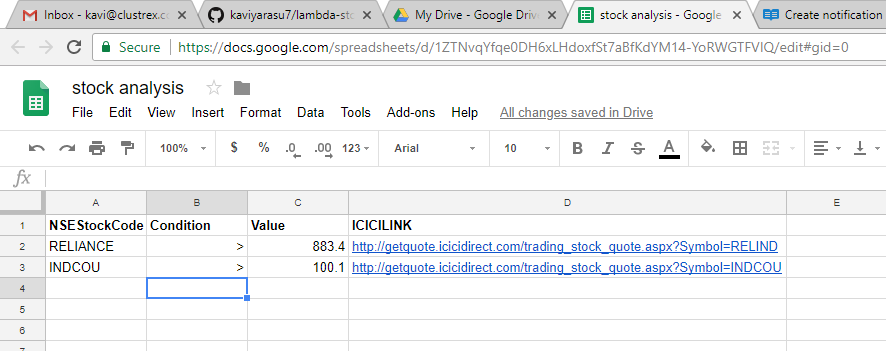 Inbox - kavi@clustrex.c
kaviyarasu7/lambda-sto
My Drive - Google Driv
stock analysis - Google
Create notification
Secure https://docs.google.com/spreadsheets/d/1ZTNvqYfqe0DH6xLHdoxfSt7aBfKdYM14-YoRWGTFVIQ/edit#gid=0
stock analysis
File Edit View Insert Format Data Tools Add-ons Help All changes saved in Drive
100% $ % .0 .00 123 Arial 10 B I S A
fx
A B C D E
1 NSEStockCode Condition Value ICICILINK
2 RELIANCE > 883.4 http://getquote.icicidirect.com/trading_stock_quote.aspx?Symbol=RELIND
3 INDCOU > 100.1 http://getquote.icicidirect.com/trading_stock_quote.aspx?Symbol=INDCOU
4
5
6
7